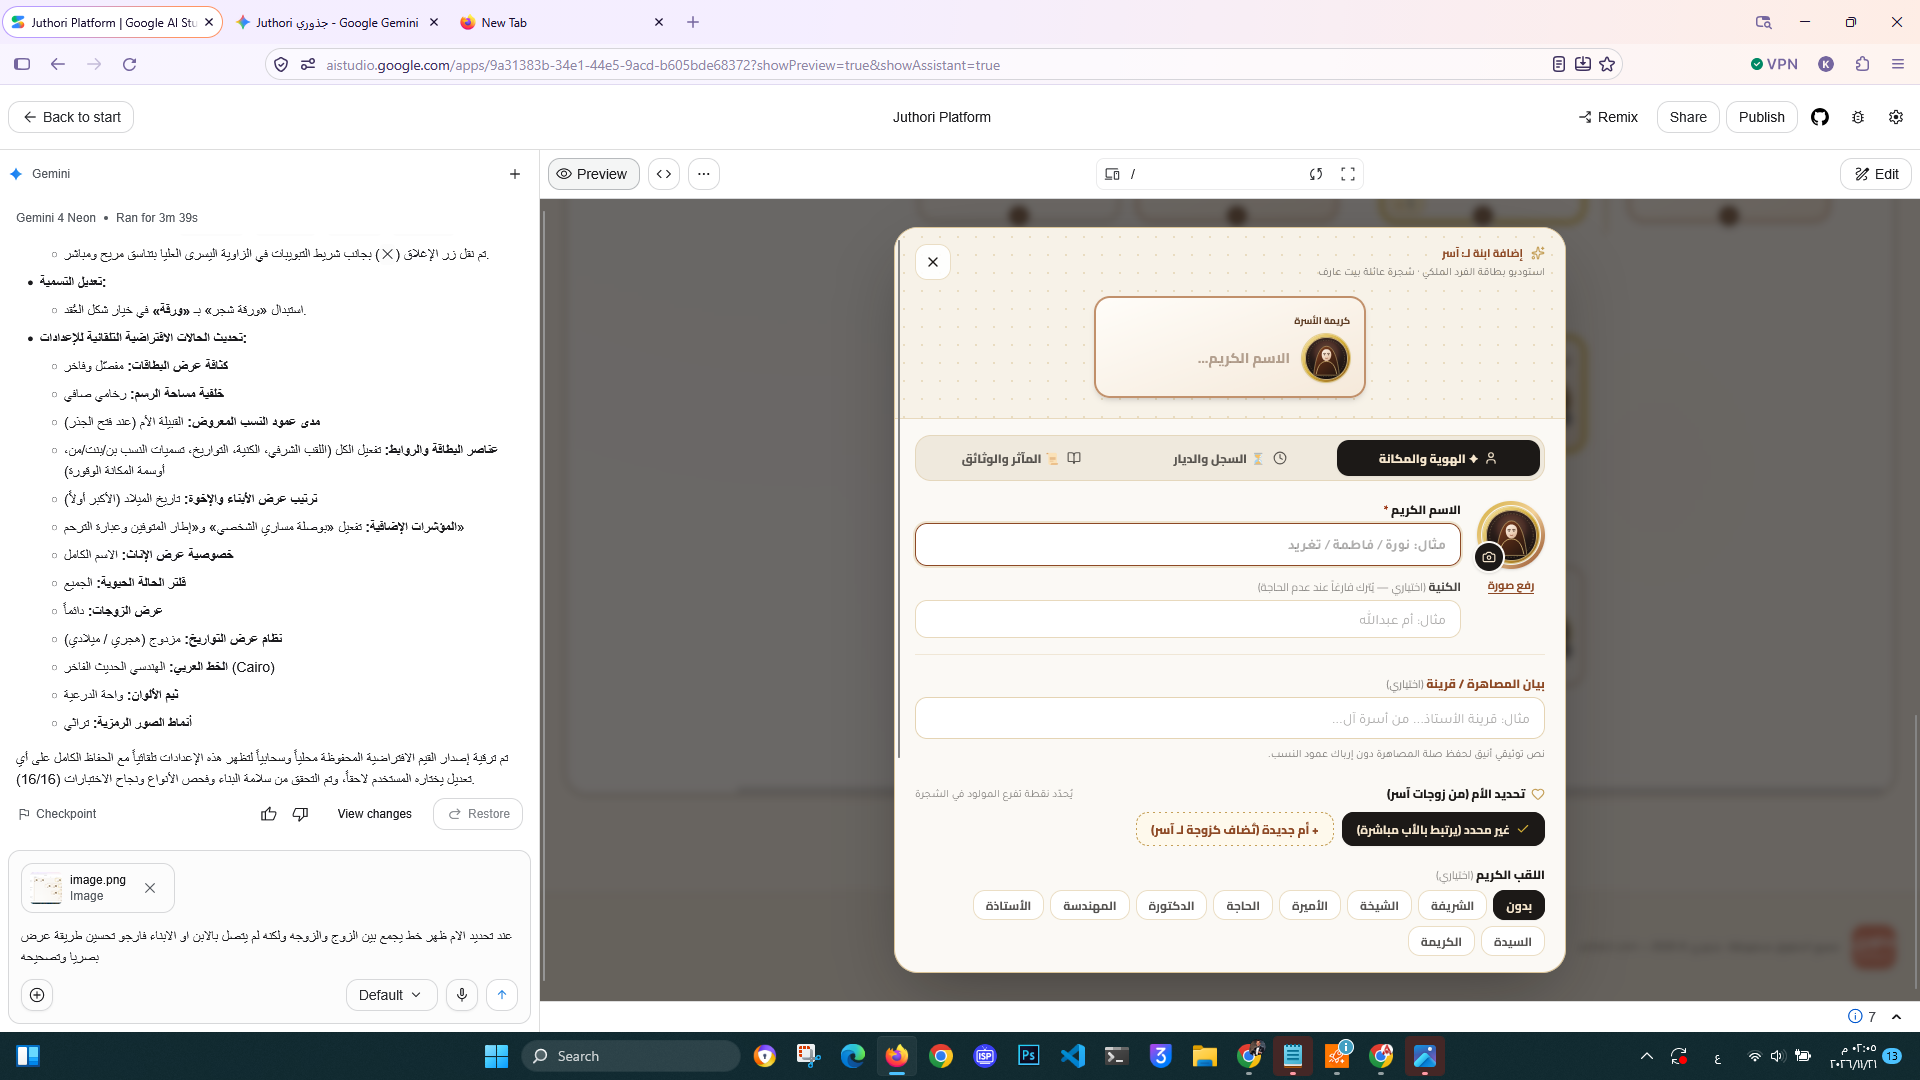 Juthori Platform | Google AI Stu
Juthori جذوري - Google Gemini
New Tab
aistudio.google.com/apps/9a31383b-34e1-44e5-9acd-b605bde68372?showPreview=true&showAssistant=true
VPN
K
Back to start
Juthori Platform
Remix
Share
Publish
Gemini
Preview
/
Edit
Gemini 4 Neon • Ran for 3m 39s
تم نقل زر الإغلاق (✕) بجانب شريط التبويبات في الزاوية اليسرى العليا بتناسق مريح ومباشر.
تعديل التسمية:
استبدال «ورقة شجر» بـ «ورقة» في خيار شكل العُقد.
تحديث الحالات الافتراضية التلقائية للإعدادات:
كثافة عرض البطاقات: مفصّل وفاخر
خلفية مساحة الرسم: رخامي صافي
مدى عمود النسب المعروض: القبيلة الأم (عند فتح الجذر)
عناصر البطاقة والروابط: تفعيل الكل (اللقب الشرفي، الكنية، التواريخ، تسميات النسب بن/بنت/من،
أوسمة المكانة الوقورة)
ترتيب عرض الأبناء والإخوة: تاريخ الميلاد (الأكبر أولاً)
المؤشرات الإضافية: تفعيل «بوصلة مساري الشخصي» و«إطار المتوفين وعبارة الترحم»
خصوصية عرض الإناث: الاسم الكامل
فلتر الحالة الحيوية: الجميع
عرض الزوجات: دائماً
نظام عرض التواريخ: مزدوج (هجري / ميلادي)
الخط العربي: الهندسي الحديث الفاخر (Cairo)
ثيم الألوان: واحة الدرعية
أنماط الصور الرمزية: تراثي
تم ترقية إصدار القيم الافتراضية المحفوظة محلياً وسحابياً لتظهر هذه الإعدادات تلقائياً مع الحفاظ الكامل على أي
تعديل يختاره المستخدم لاحقاً، وتم التحقق من سلامة البناء وفحص الأنواع ونجاح الاختبارات (16/16).
Checkpoint
View changes
Restore
image.png
Image
عند تحديد الام ظهر خط يجمع بين الزوج والزوجه ولكنه لم يتصل بالابن او الابناء فارجو تحسين طريقة عرض
بصريا وتصحيحه
Default
إضافة ابنة لـ: آسر
استوديو بطاقة الفرد الملكي · شجرة عائلة بيت عارف
كريمة الأسرة
الاسم الكريم...
الهوية والمكانة
السجل والديار
المآثر والوثائق
الاسم الكريم *
مثال: نورة / فاطمة / تغريد
رفع صورة
الكنية (اختياري — يُترك فارغاً عند عدم الحاجة)
مثال: أم عبدالله
بيان المصاهرة / قرينة (اختياري)
مثال: قرينة الأستاذ... من أسرة آل...
نص توثيقي أنيق لحفظ صلة المصاهرة دون إرباك عمود النسب.
تحديد الأم (من زوجات آسر)
يُحدّد نقطة تفرع المولود في الشجرة
غير محدد (يرتبط بالأب مباشرة)
+ أم جديدة (تُضاف كزوجة لـ آسر)
اللقب الكريم (اختياري)
بدون
الشريفة
الشيخة
الأميرة
الحاجة
الدكتورة
المهندسة
الأستاذة
السيدة
الكريمة
7
Search
ISP
Ps
ع
٠٢:٠٥ م
٢٠٢٦/١١/٢١
13